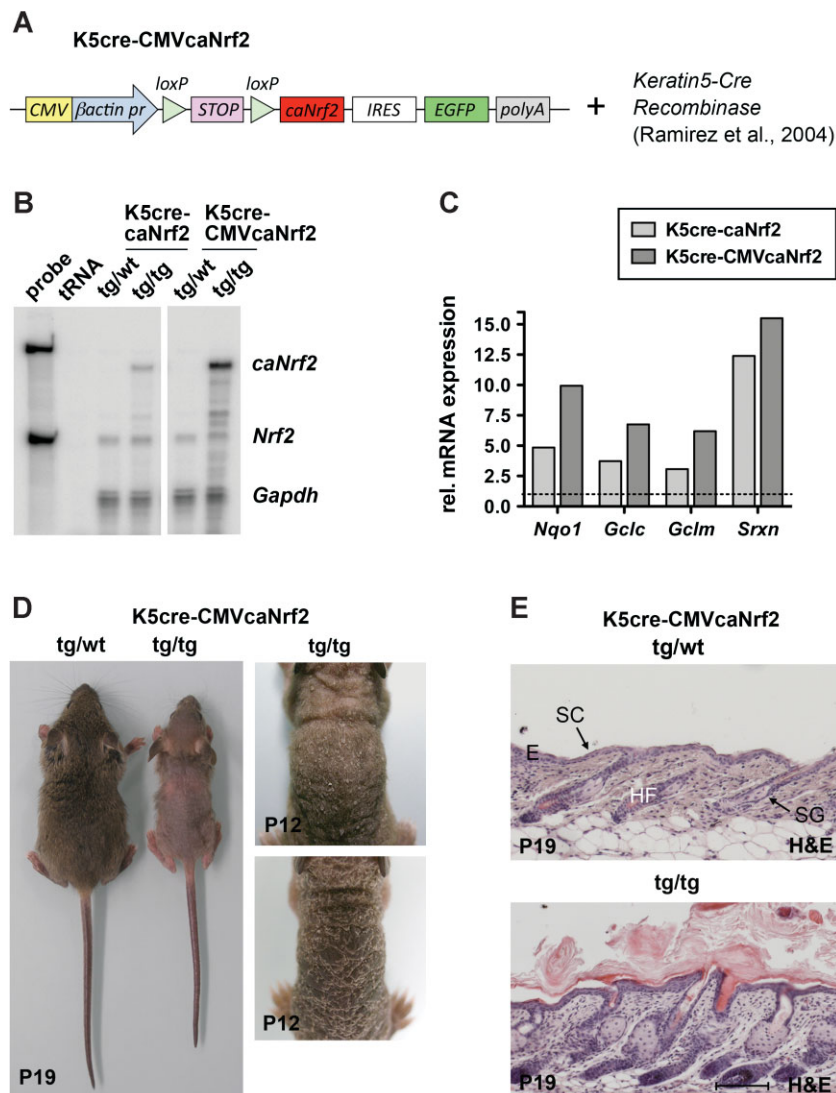 A
K5cre-CMVcaNrf2
loxP loxP
CMV βactin pr STOP caNrf2 IRES EGFP polyA
+
Keratin5-Cre
Recombinase
(Ramirez et al., 2004)
B
K5cre-
caNrf2
K5cre-
CMVcaNrf2
probe
tRNA
tg/wt
tg/tg
tg/wt
tg/tg
caNrf2
Nrf2
Gapdh
C
K5cre-caNrf2
K5cre-CMVcaNrf2
rel. mRNA expression
15.0
12.5
10.0
7.5
5.0
2.5
0.0
Nqo1 Gclc Gclm Srxn
D
K5cre-CMVcaNrf2
tg/wt tg/tg tg/tg
P19
P12
P12
E
K5cre-CMVcaNrf2
tg/wt
SC
E
HF
SG
P19 H&E
tg/tg
P19 H&E